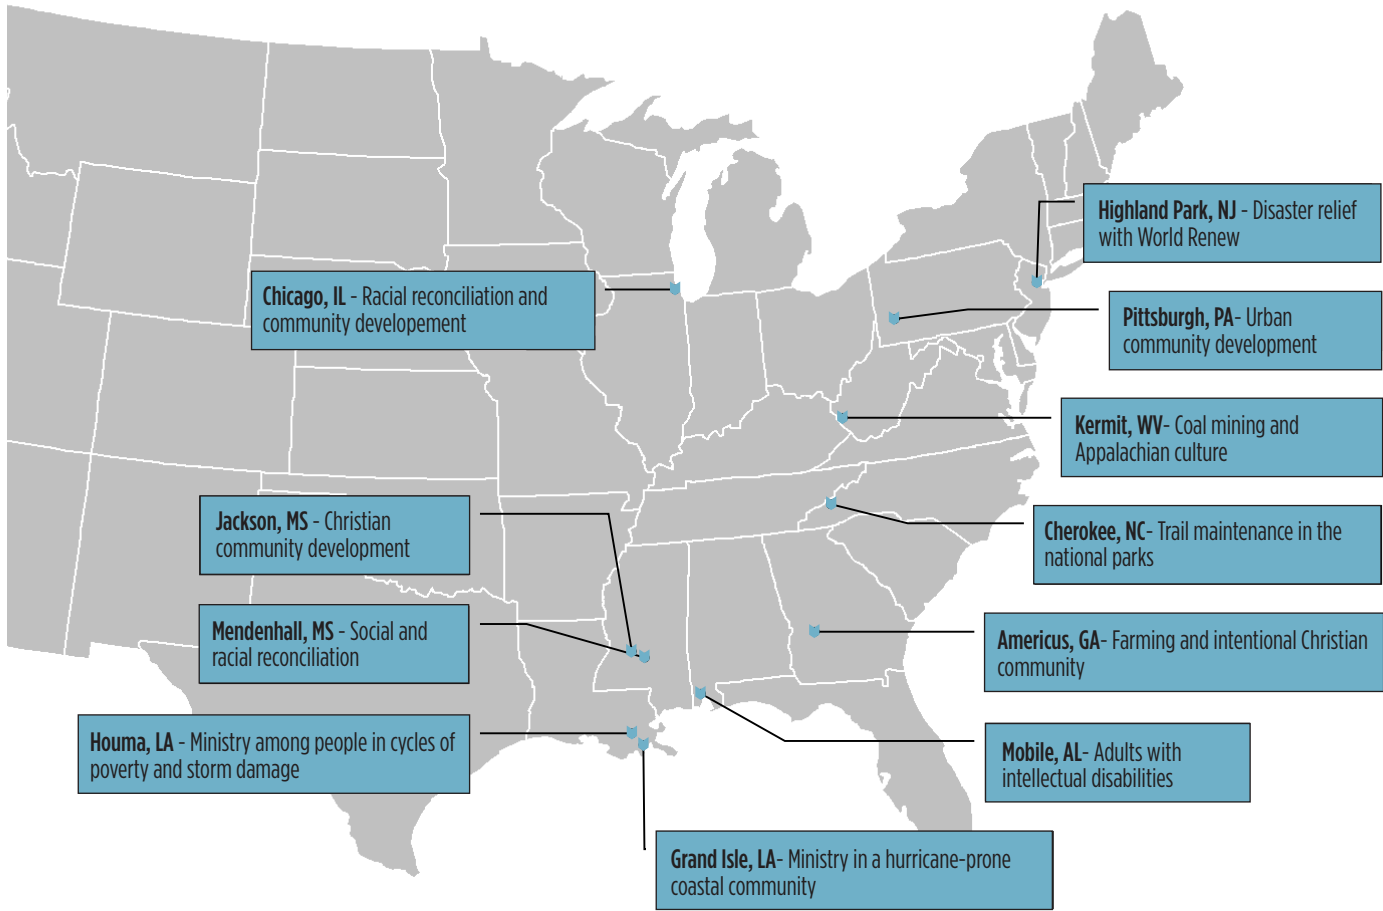 Highland Park, NJ - Disaster relief
with World Renew
Chicago, IL - Racial reconciliation and
community developement
Pittsburgh, PA- Urban
community development
Kermit, WV- Coal mining and
Appalachian culture
Jackson, MS - Christian
community development
Cherokee, NC- Trail maintenance in the
national parks
Mendenhall, MS - Social and
racial reconciliation
Americus, GA- Farming and intentional Christian
community
Houma, LA - Ministry among people in cycles of
poverty and storm damage
Mobile, AL- Adults with
intellectual disabilities
Grand Isle, LA- Ministry in a hurricane-prone
coastal community